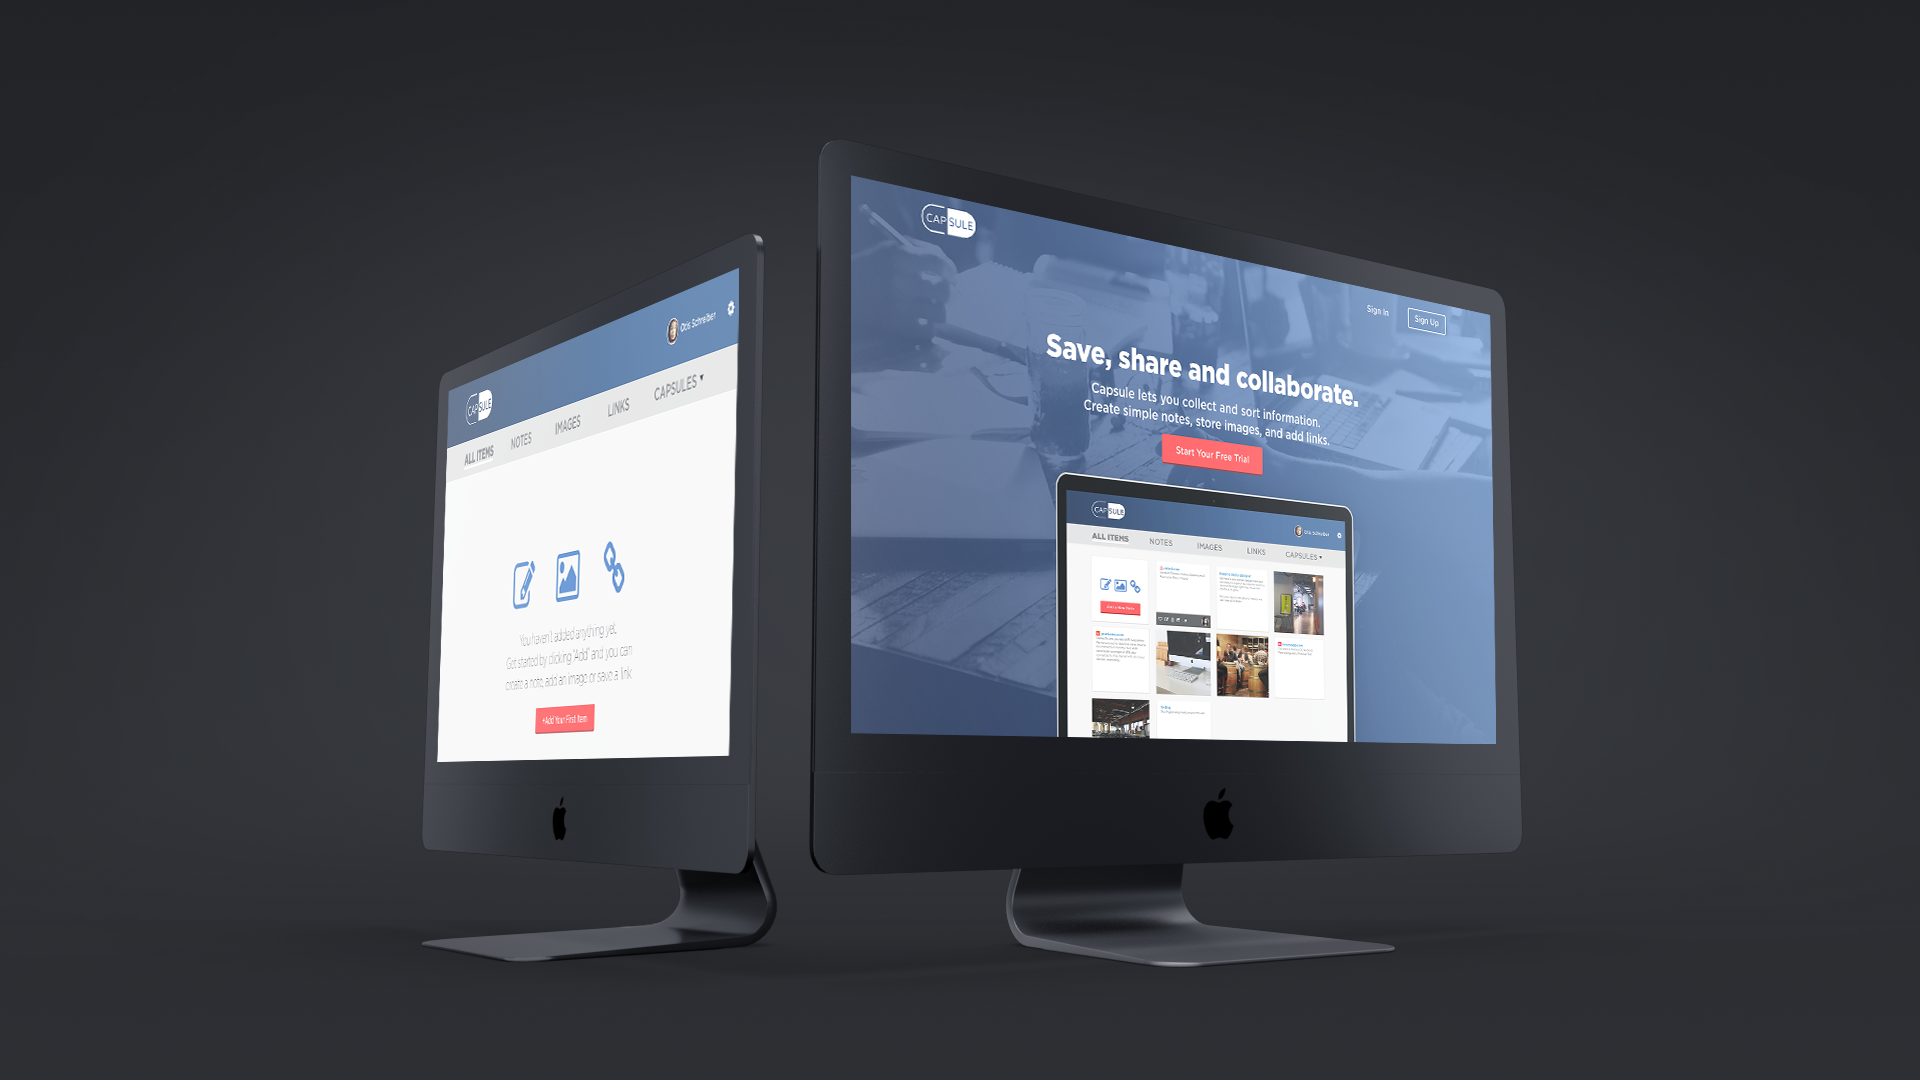 CAPSULE
Otis Schreiber
ALL ITEMS
NOTES
IMAGES
LINKS
CAPSULES
You haven't added anything yet.
Got started by clicking "Add" and you can
create a note, add an image or save a link
+Add Your First Item
CAPSULE
Sign In
Sign Up
Save, share and collaborate.
Capsule lets you collect and sort information.
Create simple notes, store images, and add links.
Start Your Free Trial
CAPSULE
Otis Schreiber
ALL ITEMS
NOTES
IMAGES
LINKS
CAPSULES